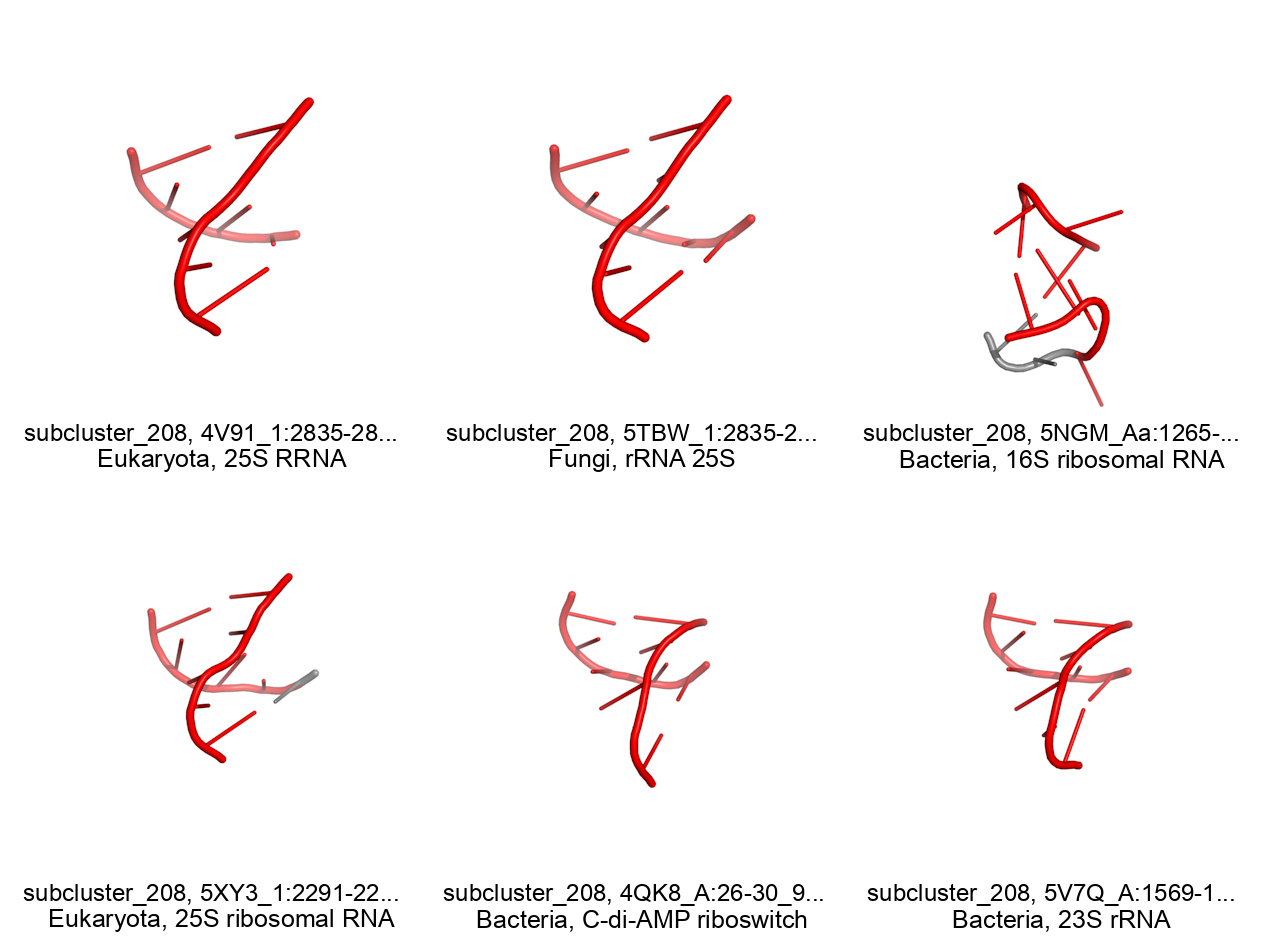 subcluster_208, 4V91_1:2835-28...
Eukaryota, 25S RRNA
subcluster_208, 5TBW_1:2835-2...
Fungi, rRNA 25S
subcluster_208, 5NGM_Aa:1265-...
Bacteria, 16S ribosomal RNA
subcluster_208, 5XY3_1:2291-22...
Eukaryota, 25S ribosomal RNA
subcluster_208, 4QK8_A:26-30_9...
Bacteria, C-di-AMP riboswitch
subcluster_208, 5V7Q_A:1569-1...
Bacteria, 23S rRNA